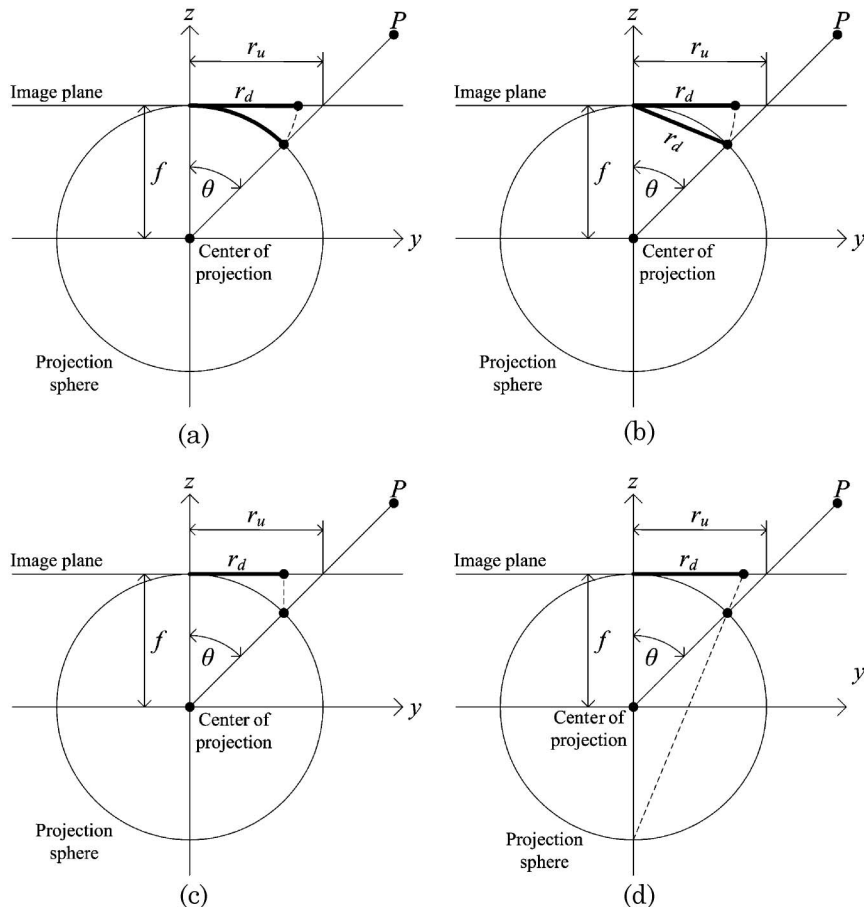 z
P
r_u
Image plane
r_d
f
θ
y
Center of
projection
Projection
sphere
(a)
z
P
r_u
Image plane
r_d
r_d
f
θ
y
Center of
projection
Projection
sphere
(b)
z
P
r_u
Image plane
r_d
f
θ
y
Center of
projection
Projection
sphere
(c)
z
P
r_u
Image plane
r_d
f
θ
y
Center of
projection
Projection
sphere
(d)